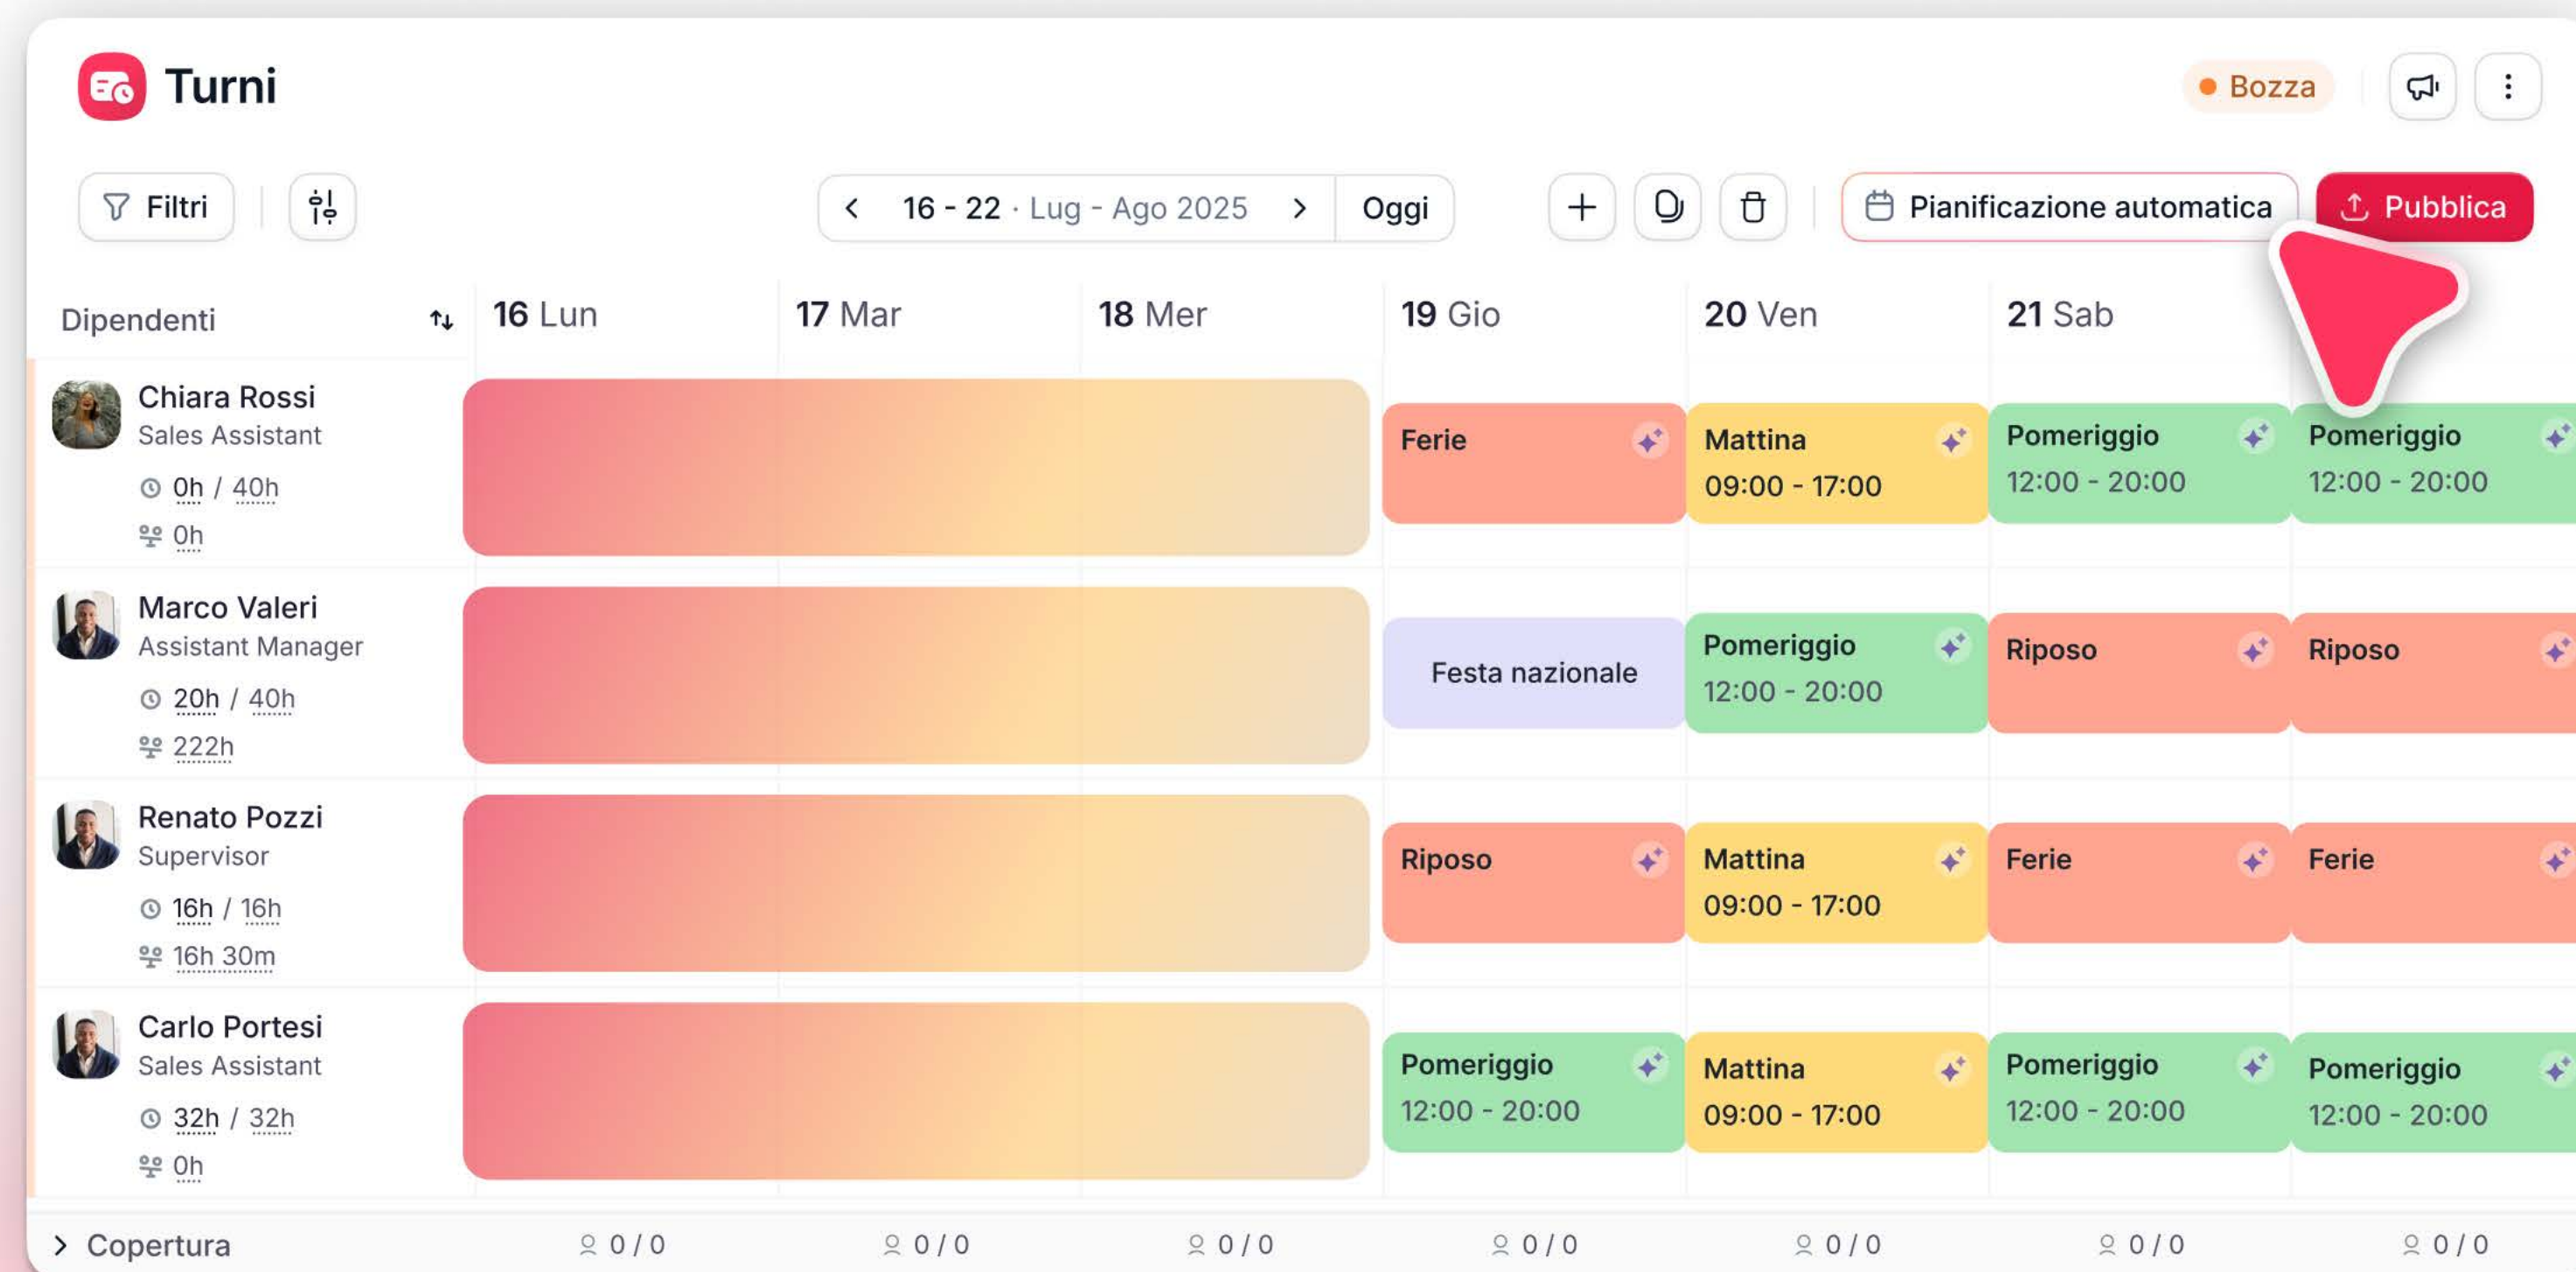 Turni
Bozza
Filtri
16 - 22 · Lug - Ago 2025
Oggi
Pianificazione automatica
Pubblica
Dipendenti
16 Lun
17 Mar
18 Mer
19 Gio
20 Ven
21 Sab
Chiara Rossi
Sales Assistant
0h / 40h
0h
Ferie
Mattina
09:00 - 17:00
Pomeriggio
12:00 - 20:00
Pomeriggio
12:00 - 20:00
Marco Valeri
Assistant Manager
20h / 40h
222h
Festa nazionale
Pomeriggio
12:00 - 20:00
Riposo
Riposo
Renato Pozzi
Supervisor
16h / 16h
16h 30m
Riposo
Mattina
09:00 - 17:00
Ferie
Ferie
Carlo Portesi
Sales Assistant
32h / 32h
0h
Pomeriggio
12:00 - 20:00
Mattina
09:00 - 17:00
Pomeriggio
12:00 - 20:00
Pomeriggio
12:00 - 20:00
Copertura
0 / 0
0 / 0
0 / 0
0 / 0
0 / 0
0 / 0
0 / 0